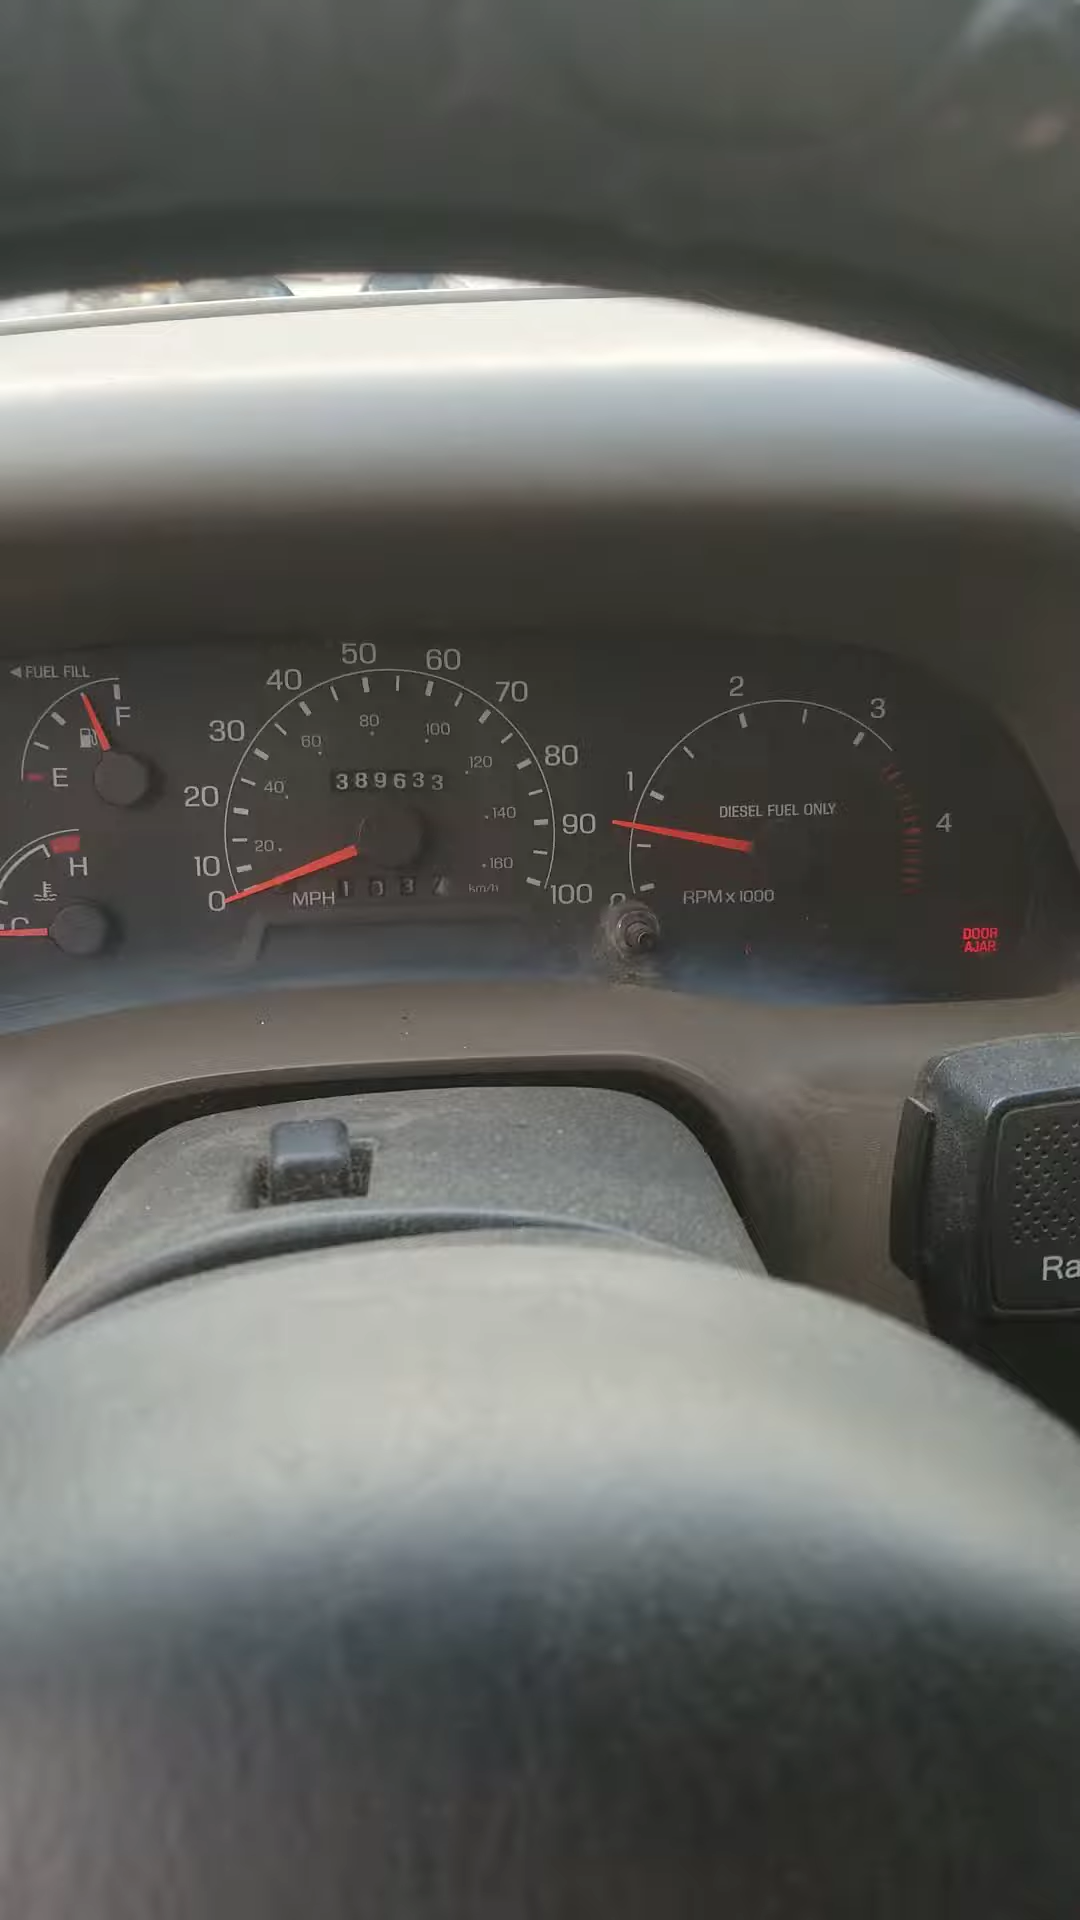 ◄ FUEL FILL
F
E
H
C
0
10
20
30
40
50
60
70
80
90
100
20
40
60
80
100
120
140
160
389633
MPH
103
km/h
0
1
2
3
4
DIESEL FUEL ONLY
RPM x 1000
DOOR
AJAR
Ra